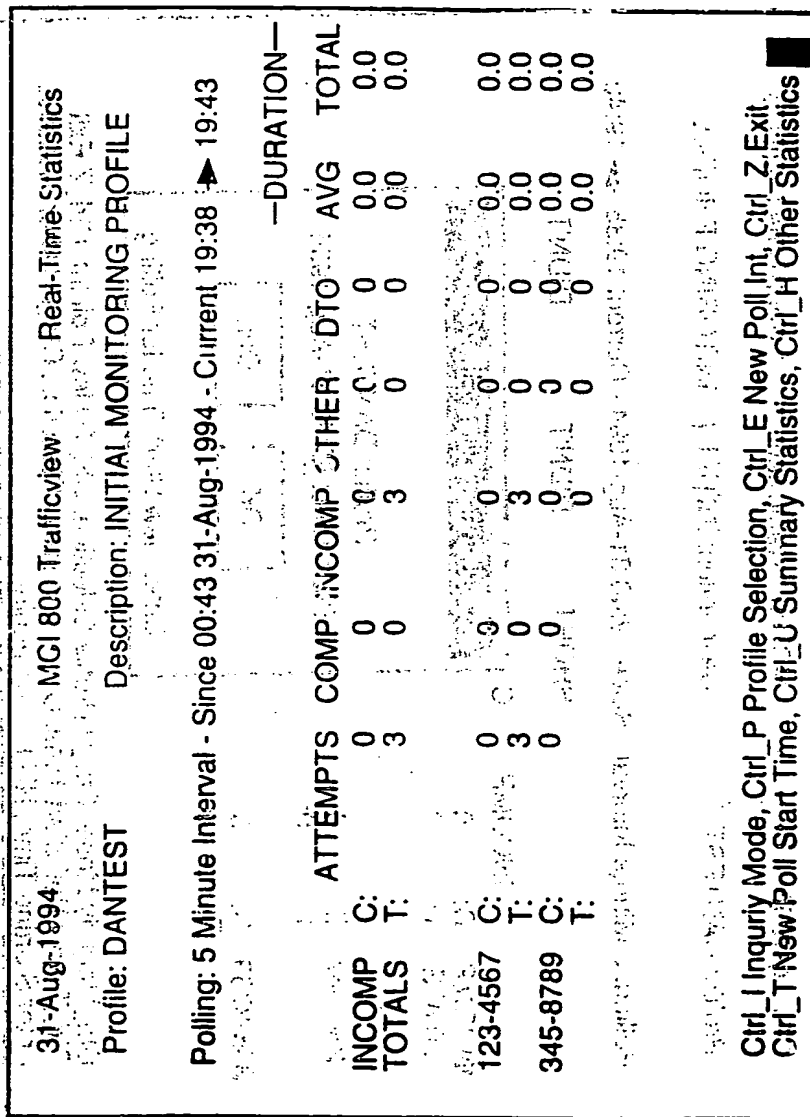 31-Aug-1994 MCI 800 Trafficview Real-Time Statistics
Profile: DANTEST Description: INITIAL MONITORING PROFILE
Polling: 5 Minute Interval - Since 00:43 31-Aug-1994 - Current 19:38 → 19:43
—DURATION—
ATTEMPTS COMP INCOMP OTHER DTO AVG TOTAL
INCOMP C: 0 0 0 0 0 0.0 0.0
TOTALS T: 3 0 3 0 0 0.0 0.0
123-4567 C: 0 0 0 0 0 0.0 0.0
T: 3 0 3 0 0 0.0 0.0
345-8789 C: 0 0 0 0 0 0.0 0.0
T: 0 0 0 0.0 0.0
Ctrl_I Inquriy Mode, Ctrl_P Profile Selection, Ctrl_E New Poll Int, Ctrl_Z Exit
Ctrl_T New Poll Start Time, Ctrl_U Summary Statistics, Ctrl_H Other Statistics